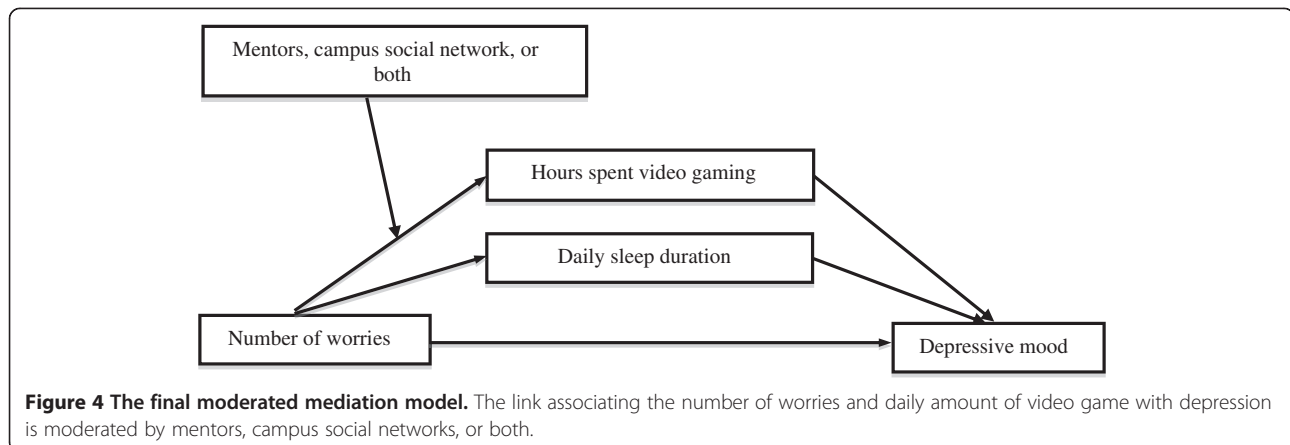 Mentors, campus social network, or
both
Hours spent video gaming
Daily sleep duration
Number of worries
Depressive mood
Figure 4 The final moderated mediation model. The link associating the number of worries and daily amount of video game with depression
is moderated by mentors, campus social networks, or both.